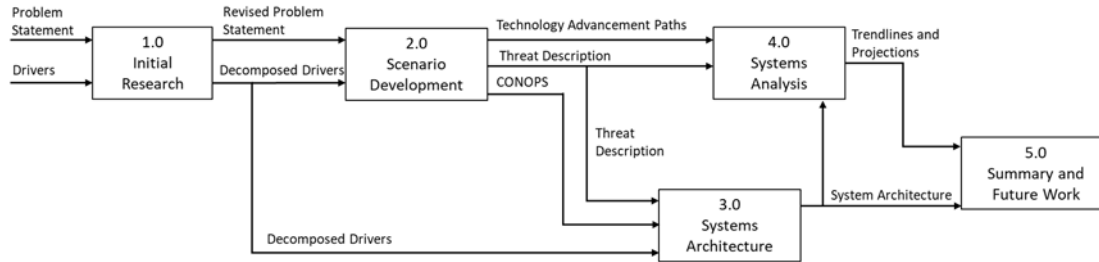 Problem
Statement
Drivers
1.0
Initial
Research
Revised Problem
Statement
Decomposed Drivers
2.0
Scenario
Development
Technology Advancement Paths
Threat Description
CONOPS
4.0
Systems
Analysis
Trendlines and
Projections
Threat
Description
5.0
Summary and
Future Work
3.0
Systems
Architecture
System Architecture
Decomposed Drivers